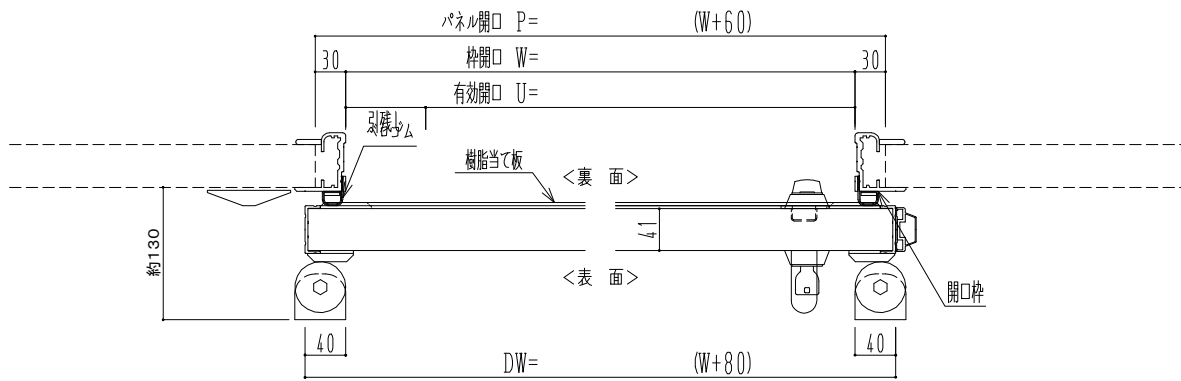 パネル開口 P= (W+60)
30 枠開口 W= 30
有効開口 U=
引残し
ベロゴム
樹脂当て板
<裏 面>
41
約130
<表 面>
開口枠
40 40
DW= (W+80)